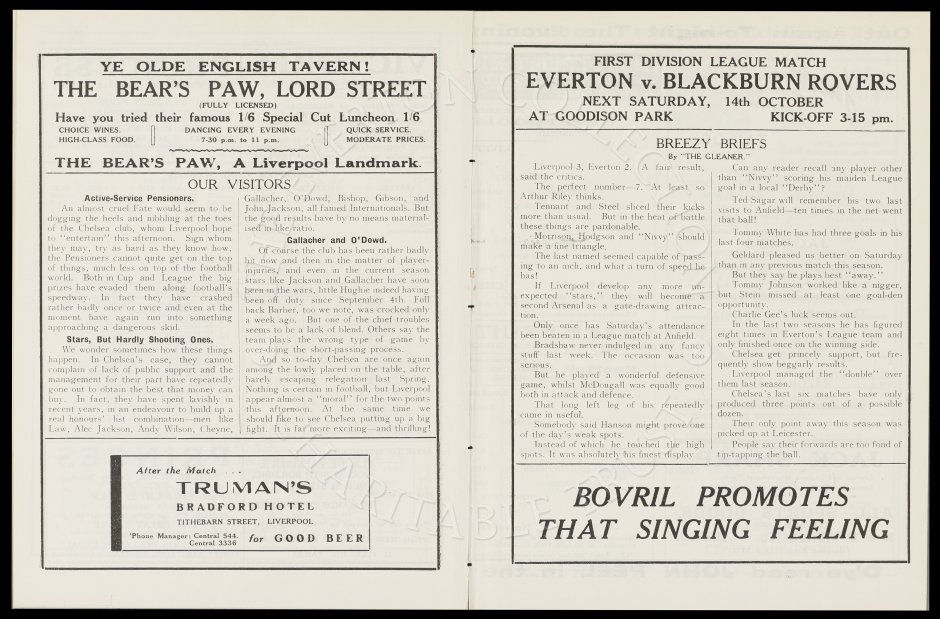 YE OLDE ENGLISH TAVERN!
THE BEAR'S PAW, LORD STREET
(FULLY LICENSED)
Have you tried their famous 1/6 Special Cut Luncheon 1/6
CHOICE WINES.
HIGH-CLASS FOOD.
DANCING EVERY EVENING
7-30 p.m. to 11 p.m.
QUICK SERVICE.
MODERATE PRICES.
THE BEAR'S PAW, A Liverpool Landmark.
OUR VISITORS
Active-Service Pensioners.
An almost cruel Fate would seem to be
dogging the heels and nibbling at the toes
of the Chelsea club, whom Liverpool hope
to "entertain" this afternoon. Sign whom
they may, try as hard as they know how,
the Pensioners cannot quite get on the top
of things, much less on top of the football
world. Both in Cup and League the big
prizes have evaded them along football's
speedway. In fact they have crashed
rather badly once or twice and even at the
moment have again run into something
approaching a dangerous skid.
Stars, But Hardly Shooting Ones.
We wonder sometimes how these things
happen. In Chelsea's case, they cannot
complain of lack of public support and the
management for their part have repeatedly
gone out to obtain the best that money can
buy. In fact, they have spent lavishly in
recent years, in an endeavour to build up a
real honours' list combination—men like
Law, Alec Jackson, Andy Wilson, Cheyne,
Gallacher, O'Dowd, Bishop, Gibson, and
John Jackson, all famed Internationals. But
the good results have by no means material-
ised in like ratio.
Gallacher and O'Dowd.
Of course the club has been rather badly
hit now and then in the matter of player-
injuries, and even in the current season
stars like Jackson and Gallacher have soon
been in the wars, little Hughie indeed having
been off duty since September 4th. Full
back Barber, too we note, was crocked only
a week ago. But one of the chief troubles
seems to be a lack of blend. Others say the
team plays the wrong type of game by
over-doing the short-passing process.
And so to-day Chelsea are once again
among the lowly placed on the table, after
barely escaping relegation last Spring.
Nothing is certain in football, but Liverpool
appear almost a "moral" for the two points
this afternoon. At the same time we
should like to see Chelsea putting up a big
fight. It is far more exciting—and thrilling!
After the Match ...
TRUMAN'S
BRADFORD HOTEL
TITHEBARN STREET, LIVERPOOL
'Phone Manager: Central 544.
Central 3336
for GOOD BEER
FIRST DIVISION LEAGUE MATCH
EVERTON v. BLACKBURN ROVERS
NEXT SATURDAY, 14th OCTOBER
AT GOODISON PARK KICK-OFF 3-15 pm.
BREEZY BRIEFS
By "THE GLEANER."
Liverpool 3, Everton 2. A fair result,
said the critics.
The perfect number—7. At least so
Arthur Riley thinks.
Tennant and Steel sliced their kicks
more than usual. But in the heat of battle
these things are pardonable.
Morrison, Hodgson and "Nivvy" should
make a fine triangle.
The last named seemed capable of pass-
ing to an inch, and what a turn of speed he
has!
If Liverpool develop any more un-
expected "stars," they will become a
second Arsenal as a gate-drawing attrac-
tion.
Only once has Saturday's attendance
been beaten in a League match at Anfield.
Bradshaw never indulged in any fancy
stuff last week. The occasion was too
serious.
But he played a wonderful defensive
game, whilst McDougall was equally good
both in attack and defence.
That long left leg of his repeatedly
came in useful.
Somebody said Hanson might prove one
of the day's weak spots.
Instead of which he touched the high
spots. It was absolutely his finest display
Can any reader recall any player other
than "Nivvy" scoring his maiden League
goal in a local "Derby"?
Ted Sagar will remember his two last
visits to Anfield—ten times in the net went
that ball!
Tommy White has had three goals in his
last four matches.
Geldard pleased us better on Saturday
than in any previous match this season.
But they say he plays best "away."
Tommy Johnson worked like a nigger,
but Stein missed at least one goal-den
opportunity.
Charlie Gee's luck seems out.
In the last two seasons he has figured
eight times in Everton's League team and
only finished once on the winning side.
Chelsea get princely support, but fre-
quently show beggarly results.
Liverpool managed the "double" over
them last season.
Chelsea's last six matches have only
produced three points out of a possible
dozen.
Their only point away this season was
picked up at Leicester.
People say their forwards are too fond of
tip-tapping the ball.
BOVRIL PROMOTES
THAT SINGING FEELING